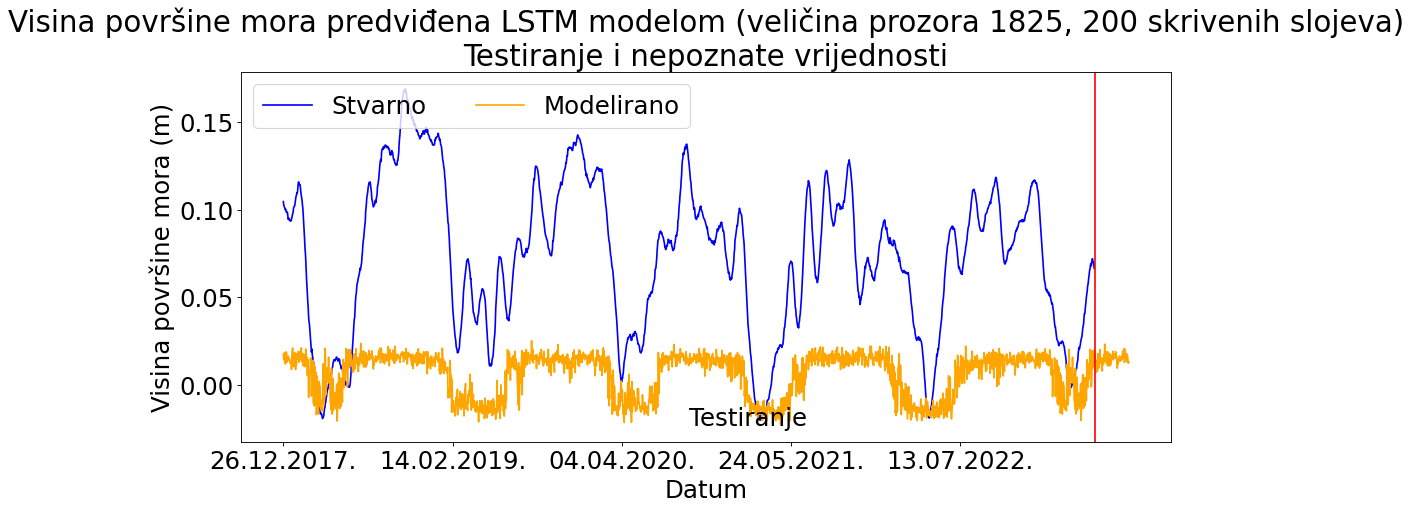 Visina površine mora predviđena LSTM modelom (veličina prozora 1825, 200 skrivenih slojeva)
Testiranje i nepoznate vrijednosti
Stvarno Modelirano
Visina površine mora (m)
0.15
0.10
0.05
0.00
Testiranje
26.12.2017. 14.02.2019. 04.04.2020. 24.05.2021. 13.07.2022.
Datum